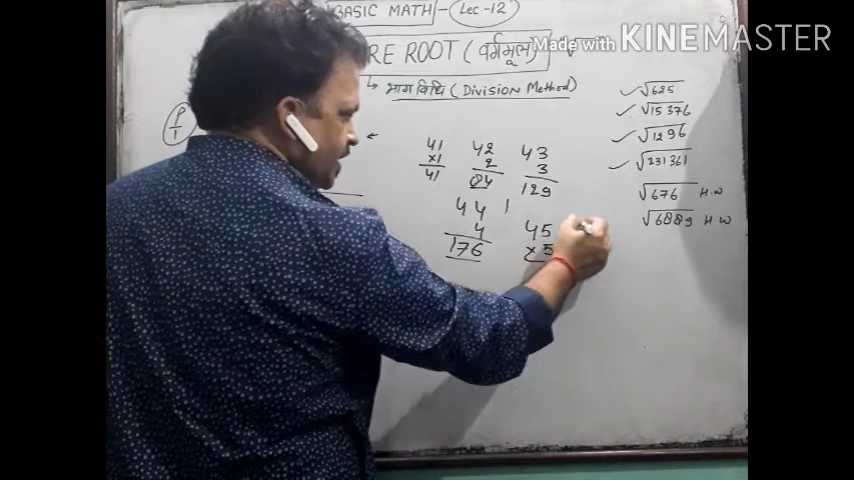 BASIC MATH - Lec-12
RE ROOT (वर्गमूल)
Made with KINEMASTER
↳ भाग विधि (Division Method)
P
1
√625
√15376
√1296
√231361
√676 H.W
√6889 H.W
41 42 43
×1 2 3
41 84 129
44 45
4 ×5
176